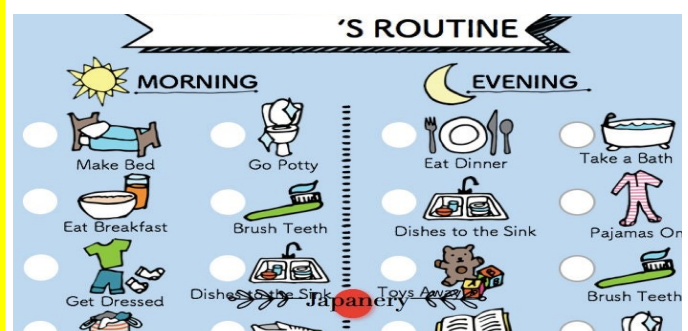 'S ROUTINE
MORNING
EVENING
Make Bed
Go Potty
Eat Dinner
Take a Bath
Eat Breakfast
Brush Teeth
Dishes to the Sink
Pajamas On
Get Dressed
Dishes to the Sink
Toys Away
Brush Teeth
Japanery